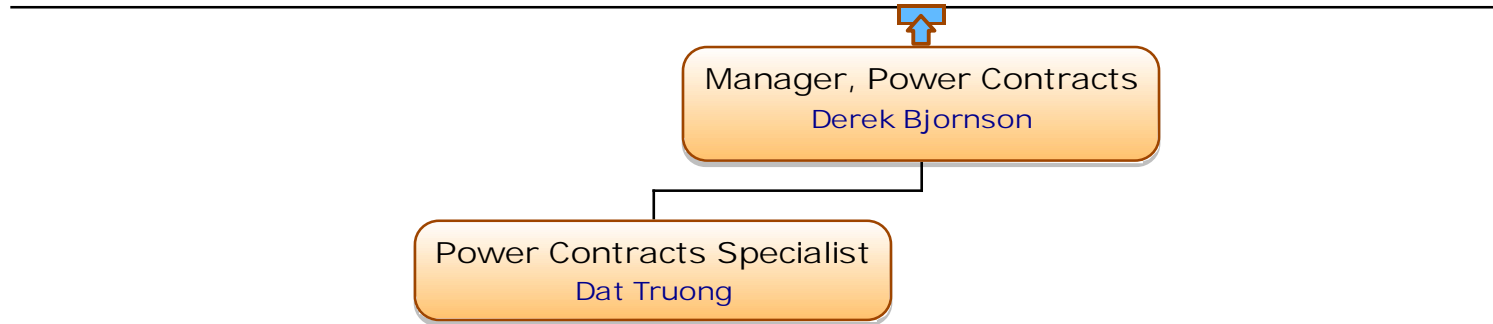 Manager, Power Contracts
Derek Bjornson
Power Contracts Specialist
Dat Truong